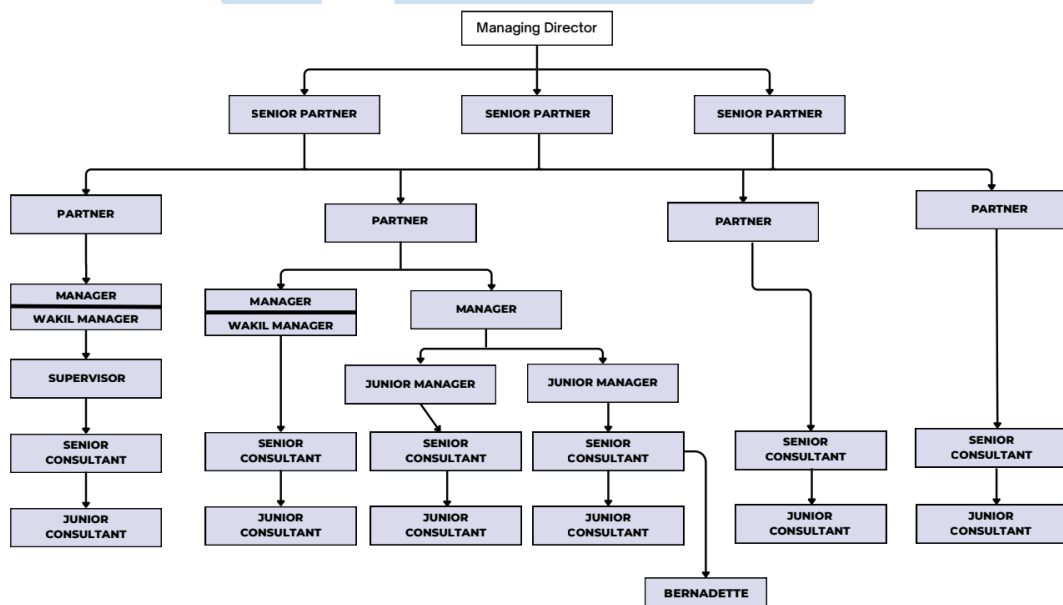 Managing Director
SENIOR PARTNER
SENIOR PARTNER
SENIOR PARTNER
PARTNER
PARTNER
PARTNER
PARTNER
MANAGER
WAKIL MANAGER
MANAGER
WAKIL MANAGER
MANAGER
SUPERVISOR
JUNIOR MANAGER
JUNIOR MANAGER
SENIOR
CONSULTANT
SENIOR
CONSULTANT
SENIOR
CONSULTANT
SENIOR
CONSULTANT
SENIOR
CONSULTANT
SENIOR
CONSULTANT
JUNIOR
CONSULTANT
JUNIOR
CONSULTANT
JUNIOR
CONSULTANT
JUNIOR
CONSULTANT
JUNIOR
CONSULTANT
JUNIOR
CONSULTANT
BERNADETTE